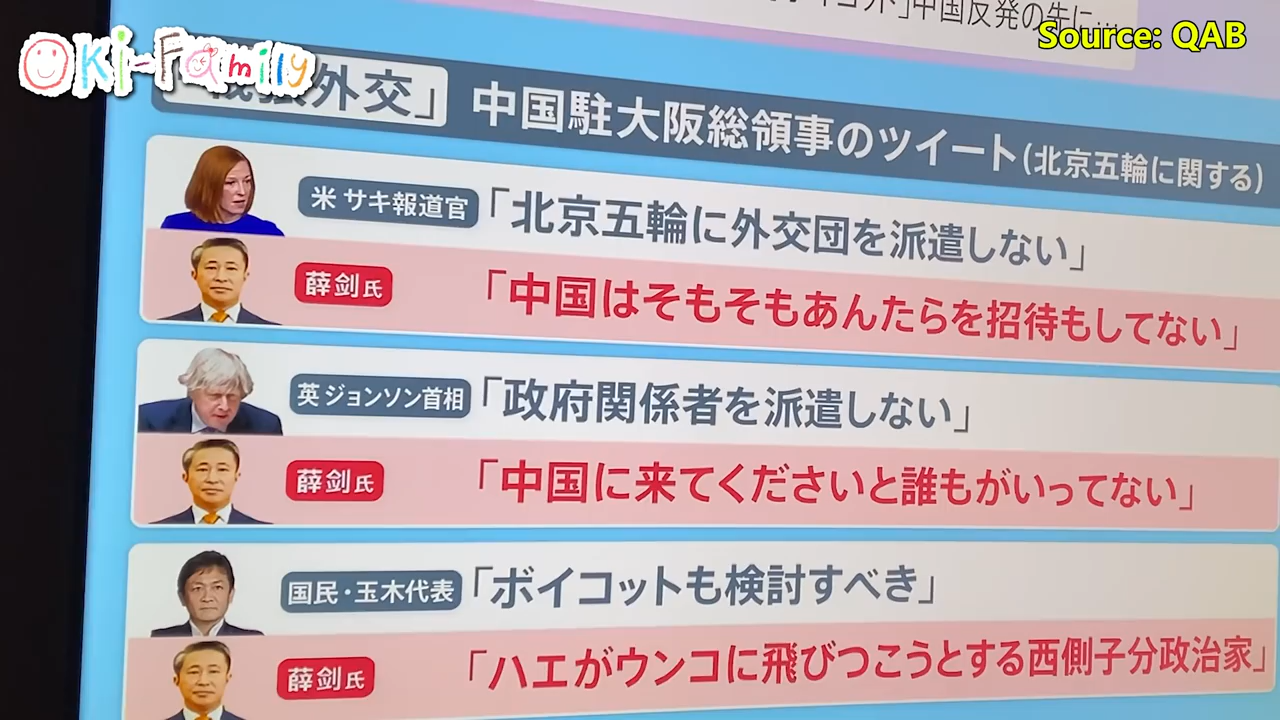 中国反発の先に...
Source: QAB
Oki-Family
外交」 中国駐大阪総領事のツイート(北京五輪に関する)
米 サキ報道官 「北京五輪に外交団を派遣しない」
薛剣氏 「中国はそもそもあんたらを招待もしてない」
英 ジョンソン首相 「政府関係者を派遣しない」
薛剣氏 「中国に来てくださいと誰もがいってない」
国民・玉木代表 「ボイコットも検討すべき」
薛剣氏 「ハエがウンコに飛びつこうとする西側子分政治家」